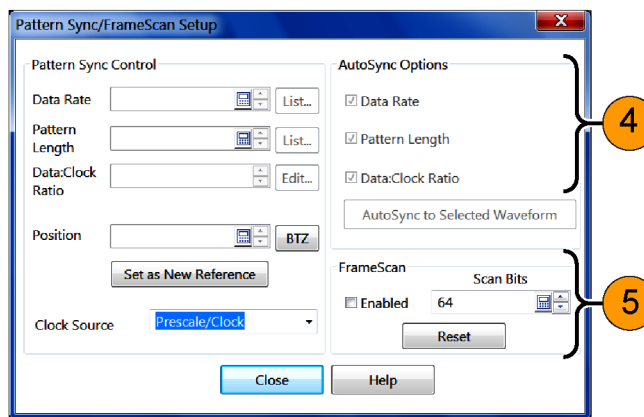 Pattern Sync/FrameScan Setup
X
Pattern Sync Control
Data Rate
List...
Pattern
Length
List...
Data:Clock
Ratio
Edit...
Position
BTZ
Set as New Reference
Clock Source
Prescale/Clock
AutoSync Options
Data Rate
Pattern Length
Data:Clock Ratio
AutoSync to Selected Waveform
4
FrameScan
Scan Bits
Enabled
64
Reset
5
Close
Help